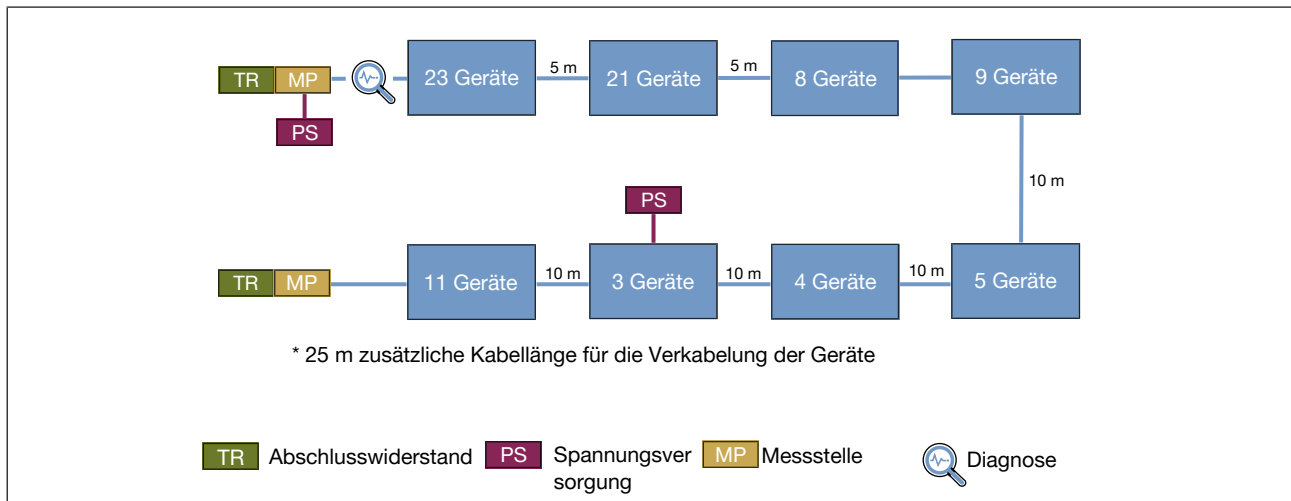 TR MP 23 Geräte 5 m 21 Geräte 5 m 8 Geräte 9 Geräte
PS
10 m
PS
TR MP 11 Geräte 10 m 3 Geräte 10 m 4 Geräte 10 m 5 Geräte
* 25 m zusätzliche Kabellänge für die Verkabelung der Geräte
TR Abschlusswiderstand PS Spannungsver MP Messstelle Diagnose
sorgung